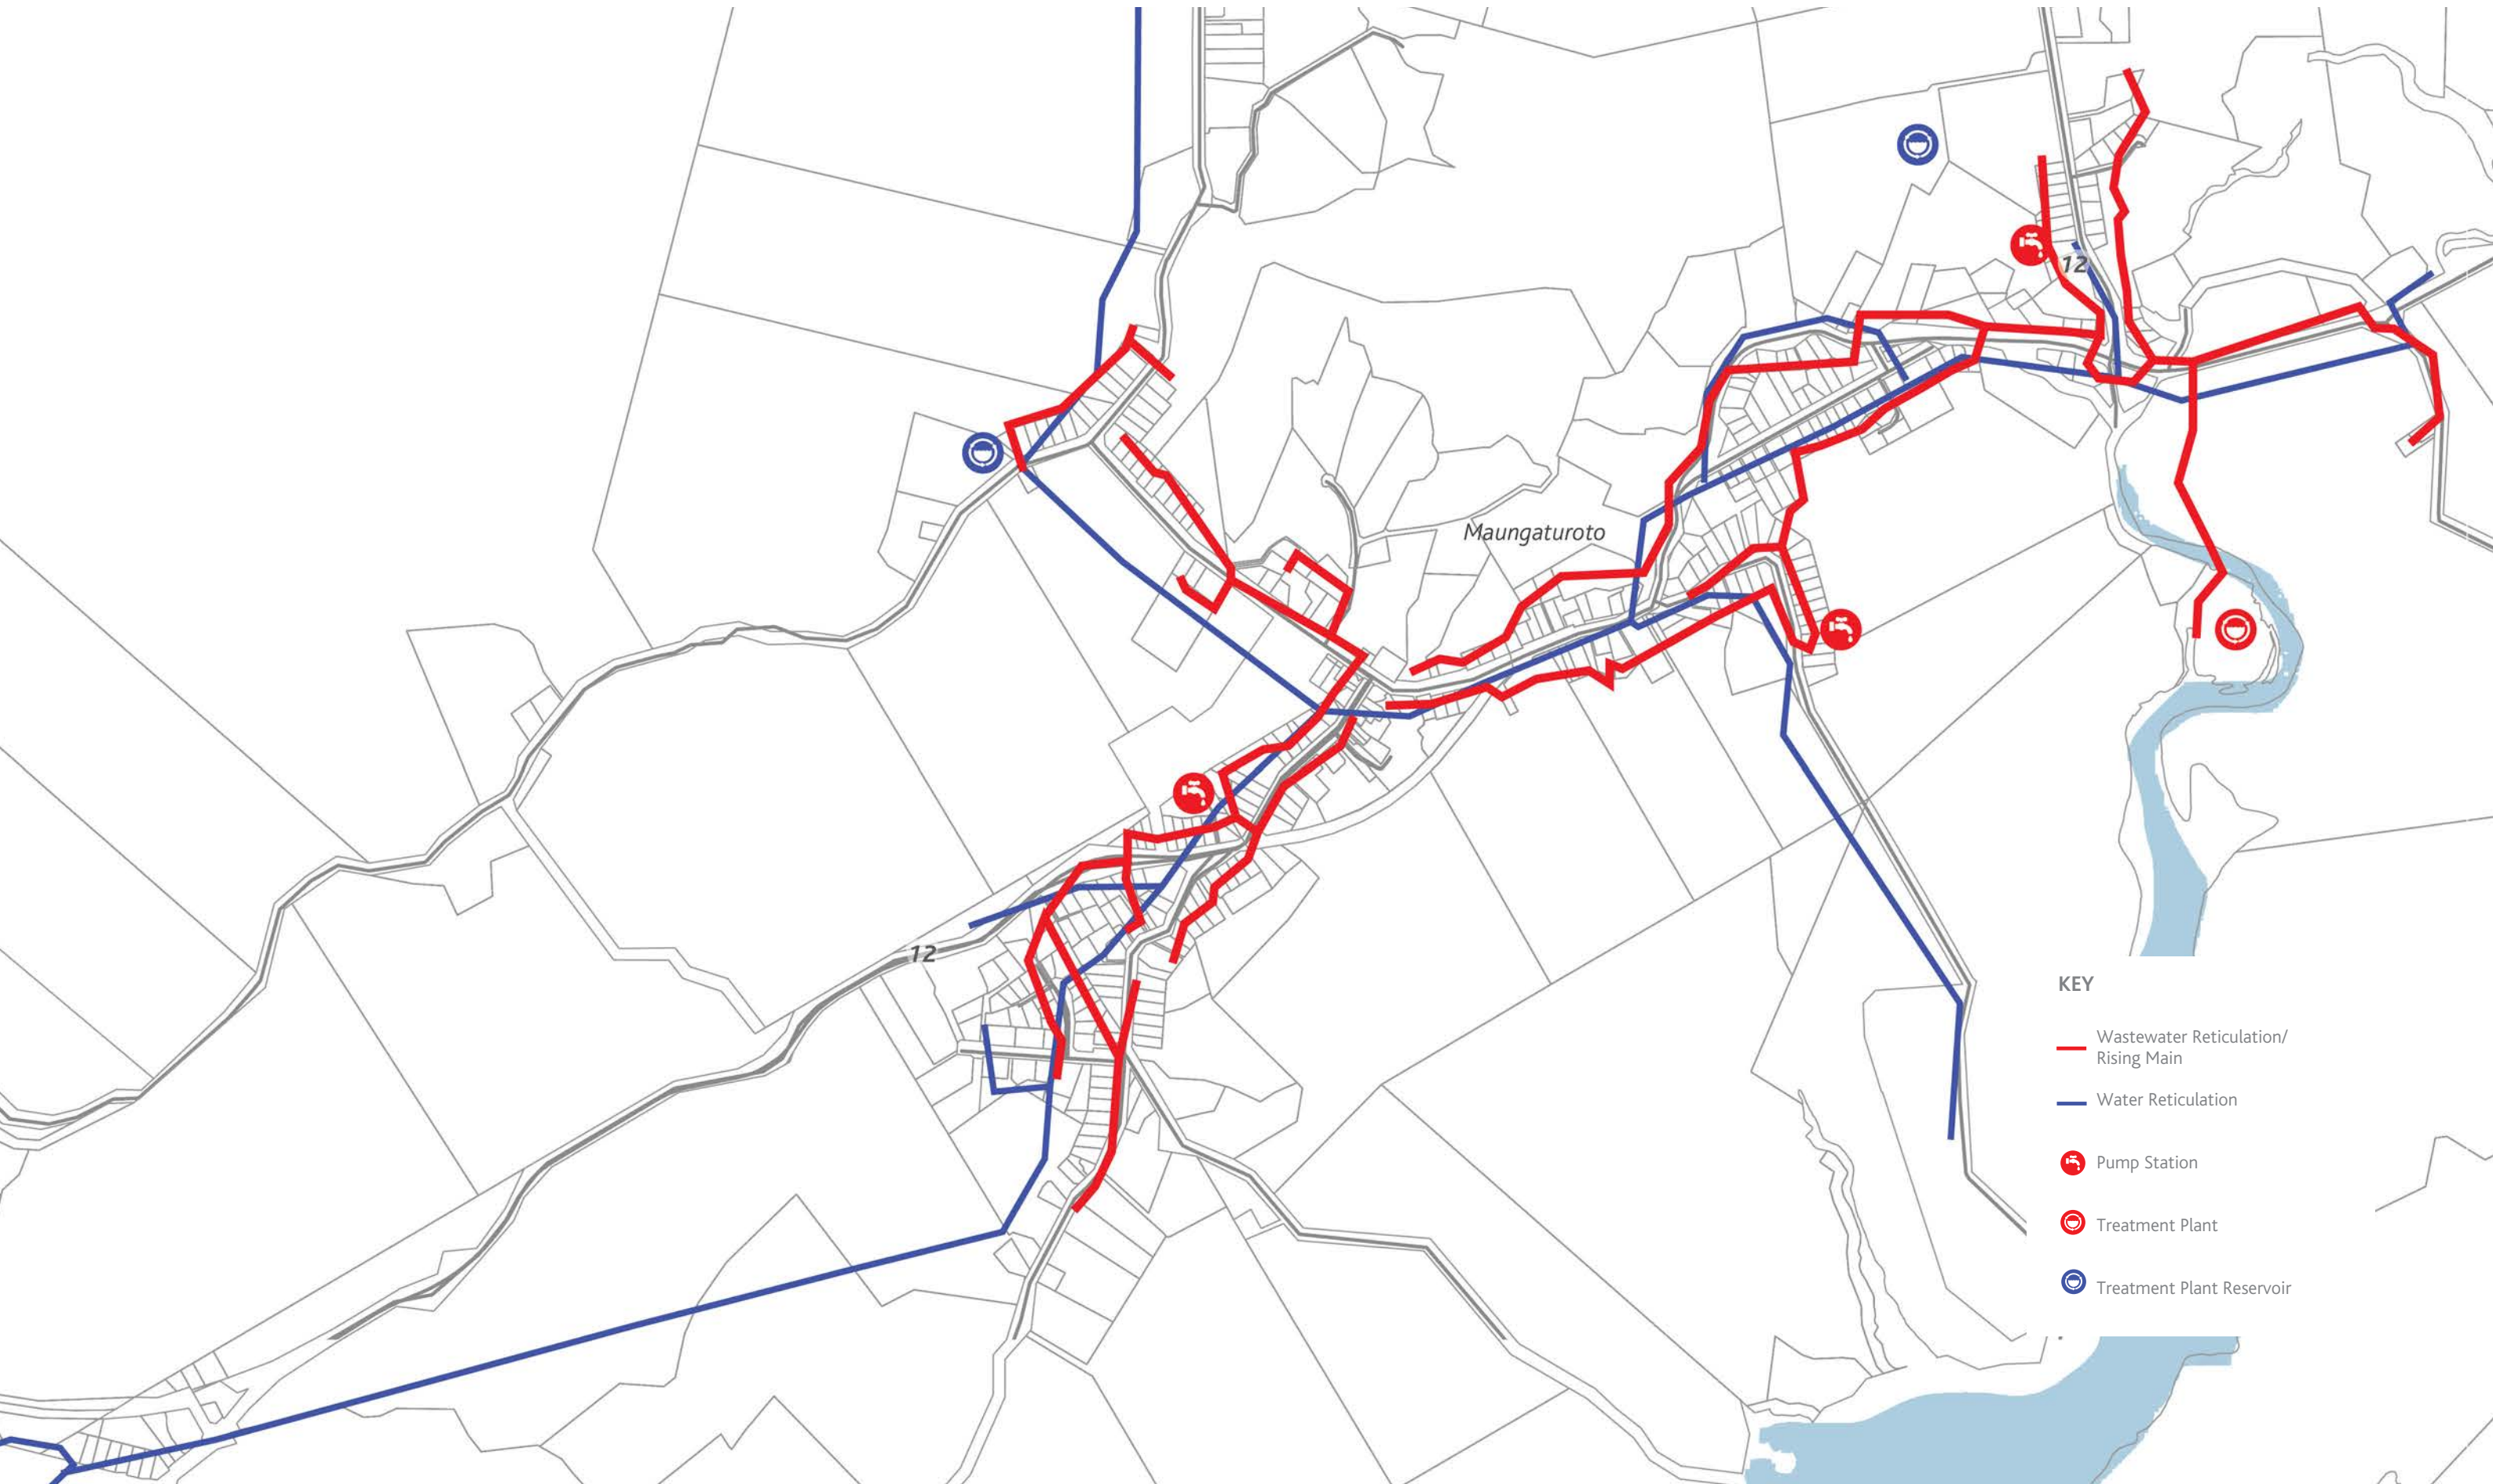 12
Maungaturoto
12
KEY
Wastewater Reticulation/
Rising Main
Water Reticulation
Pump Station
Treatment Plant
Treatment Plant Reservoir